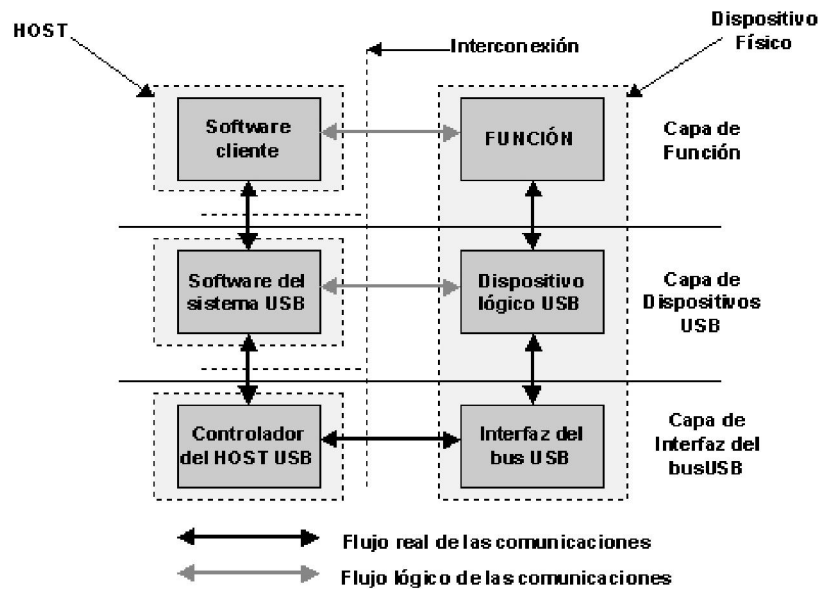 HOST
Interconexión
Dispositivo
Físico
Software
cliente
FUNCIÓN
Capa de
Función
Software del
sistema USB
Dispositivo
lógico USB
Capa de
Dispositivos
USB
Controlador
del HOST USB
Interfaz del
bus USB
Capa de
Interfaz del
busUSB
Flujo real de las comunicaciones
Flujo lógico de las comunicaciones